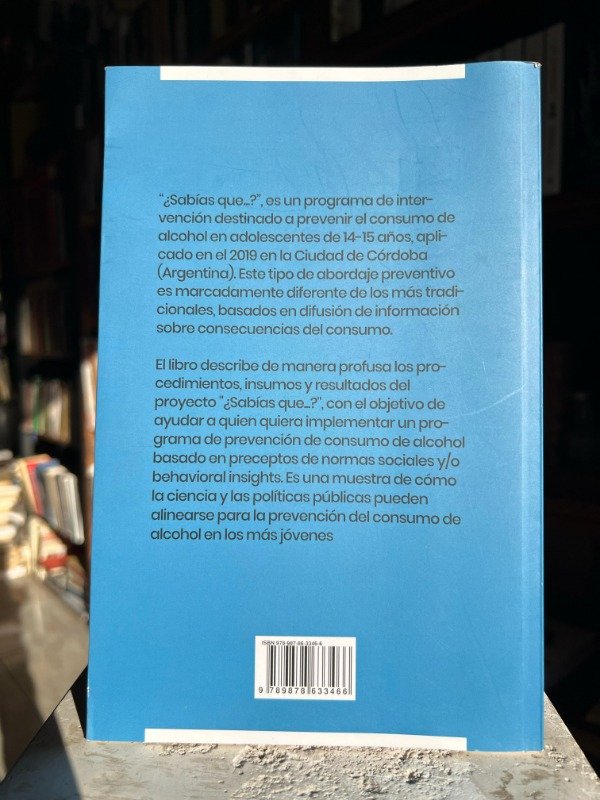 "¿Sabías que...?", es un programa de inter-
vención destinado a prevenir el consumo de
alcohol en adolescentes de 14-15 años, apli-
cado en el 2019 en la Ciudad de Córdoba
(Argentina). Este tipo de abordaje preventivo
es marcadamente diferente de los más tradi-
cionales, basados en difusión de información
sobre consecuencias del consumo.
El libro describe de manera profusa los pro-
cedimientos, insumos y resultados del
proyecto "¿Sabías que...?", con el objetivo de
ayudar a quien quiera implementar un pro-
grama de prevención de consumo de alcohol
basado en preceptos de normas sociales y/o
behavioral insights. Es una muestra de cómo
la ciencia y las políticas públicas pueden
alinearse para la prevención del consumo de
alcohol en los más jóvenes
ISBN 978-987-86-3346-6
9 789878 633466